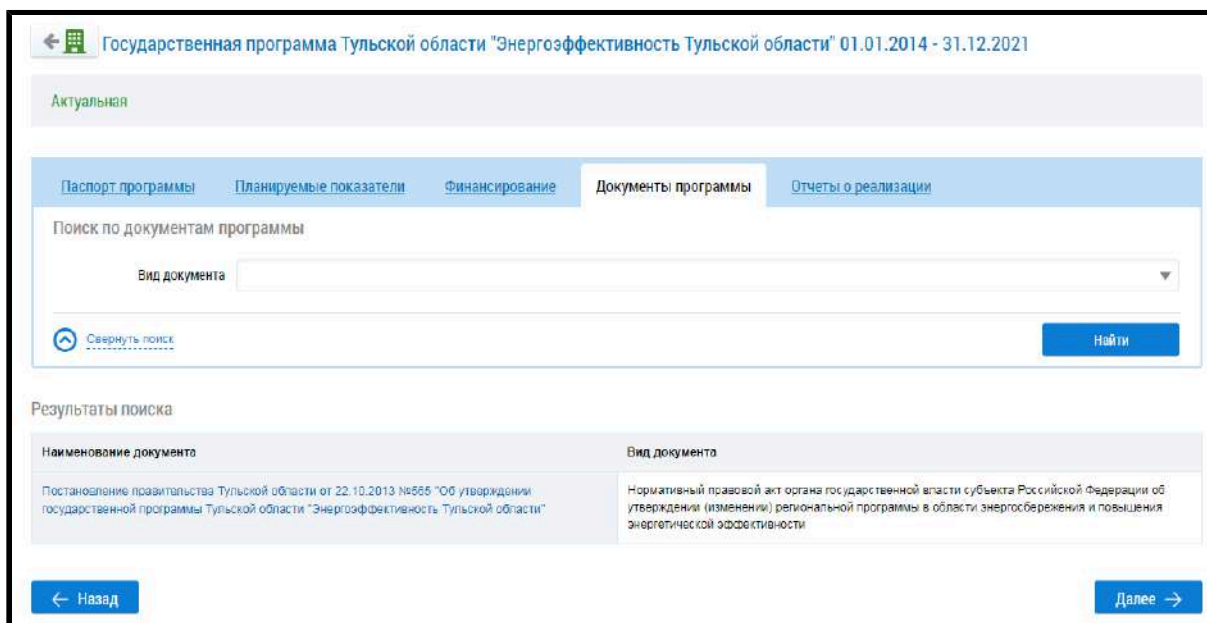 Государственная программа Тульской области "Энергоэффективность Тульской области" 01.01.2014 - 31.12.2021
Актуальная
Паспорт программы Планируемые показатели Финансирование Документы программы Отчеты о реализации
Поиск по документам программы
Вид документа
Свернуть поиск Найти
Результаты поиска
Наименование документа Вид документа
Постановление правительства Тульской области от 22.10.2013 №565 "Об утверждении
государственной программы Тульской области "Энергоэффективность Тульской области"
Нормативный правовой акт органа государственной власти субъекта Российской Федерации об
утверждении (изменении) региональной программы в области энергосбережения и повышения
энергетической эффективности
Назад Далее